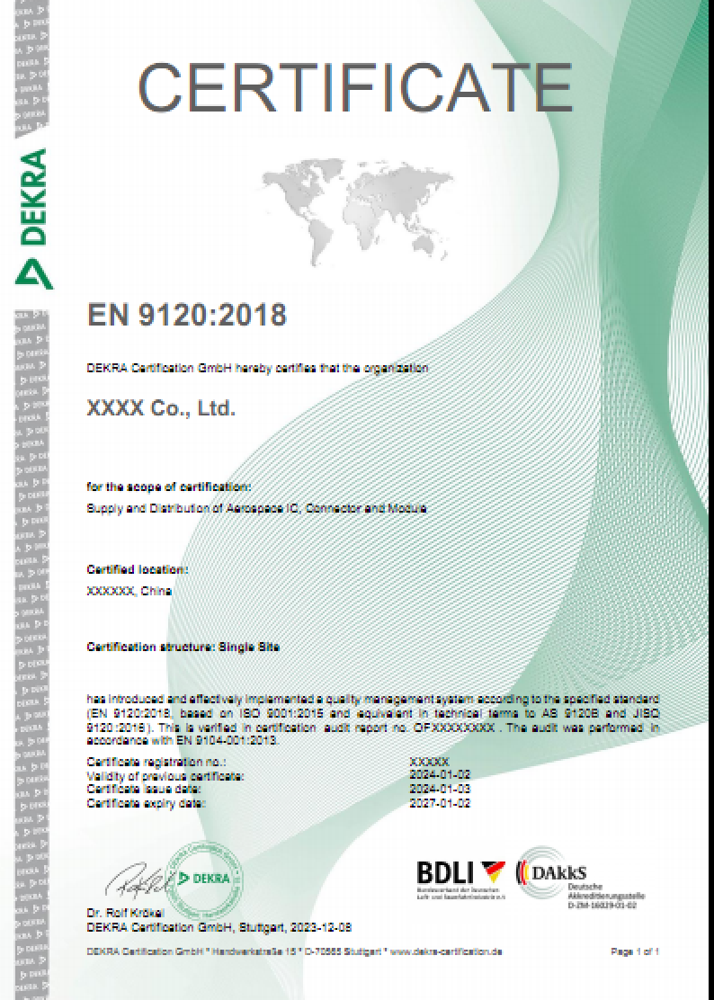 CERTIFICATE
DEKRA
EN 9120:2018
DEKRA Certification GmbH hereby certifies that the organization
XXXX Co., Ltd.
for the scope of certification:
Supply and Distribution of Aerospace IC, Connector and Module
Certified location:
XXXXXX, China
Certification structure: Single Site
has introduced and effectively implemented a quality management system according to the specified standard
(EN 9120:2018, based on ISO 9001:2015 and equivalent in technical terms to AS 9120B and JISQ
9120:2016). This is verified in certification audit report no. OFXXXXXXXX . The audit was performed in
accordance with EN 9104-001:2013.
Certificate registration no.: XXXXX
Validity of previous certificate: 2024-01-02
Certificate issue date: 2024-01-03
Certificate expiry date: 2027-01-02
DEKRA
BDLI
Bundesverband der Deutschen
Luft- und Raumfahrtindustrie e.V.
DAkkS
Deutsche
Akkreditierungsstelle
D-ZM-16029-01-02
Dr. Rolf Krökel
DEKRA Certification GmbH, Stuttgart, 2023-12-08
DEKRA Certification GmbH * Handwerkstraße 15 * D-70565 Stuttgart * www.dekra-certification.de Page 1 of 1